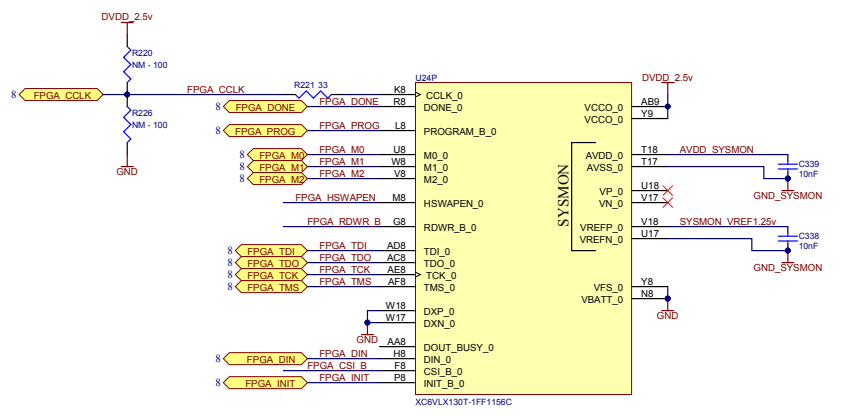 DVDD_2.5v
R220
NM - 100
8 FPGA_CCLK FPGA_CCLK R221 33
R226
NM - 100
GND
U24P
K8 CCLK_0
8 FPGA_DONE FPGA_DONE R8 DONE_0
8 FPGA_PROG FPGA_PROG L8 PROGRAM_B_0
8 FPGA_M0 FPGA_M0 U8 M0_0
8 FPGA_M1 FPGA_M1 W8 M1_0
8 FPGA_M2 FPGA_M2 V8 M2_0
FPGA_HSWAPEN M8 HSWAPEN_0
FPGA_RDWR_B G8 RDWR_B_0
8 FPGA_TDI FPGA_TDI AD8 TDI_0
8 FPGA_TDO FPGA_TDO AC8 TDO_0
8 FPGA_TCK FPGA_TCK AE8 TCK_0
8 FPGA_TMS FPGA_TMS AF8 TMS_0
W18 DXP_0
W17 DXN_0
GND
AA8 DOUT_BUSY_0
8 FPGA_DIN FPGA_DIN H8 DIN_0
FPGA_CSI_B F8 CSI_B_0
8 FPGA_INIT FPGA_INIT P8 INIT_B_0
XC6VLX130T-1FF1156C
SYSMON
DVDD_2.5v
VCCO_0 AB9
VCCO_0 Y9
AVDD_0 T18 AVDD_SYSMON
AVSS_0 T17
C339
10nF
GND_SYSMON
VP_0 U18
VN_0 V17
VREFP_0 V18 SYSMON_VREF1.25v
VREFN_0 U17
C338
10nF
GND_SYSMON
VFS_0 Y8
VBATT_0 N8
GND